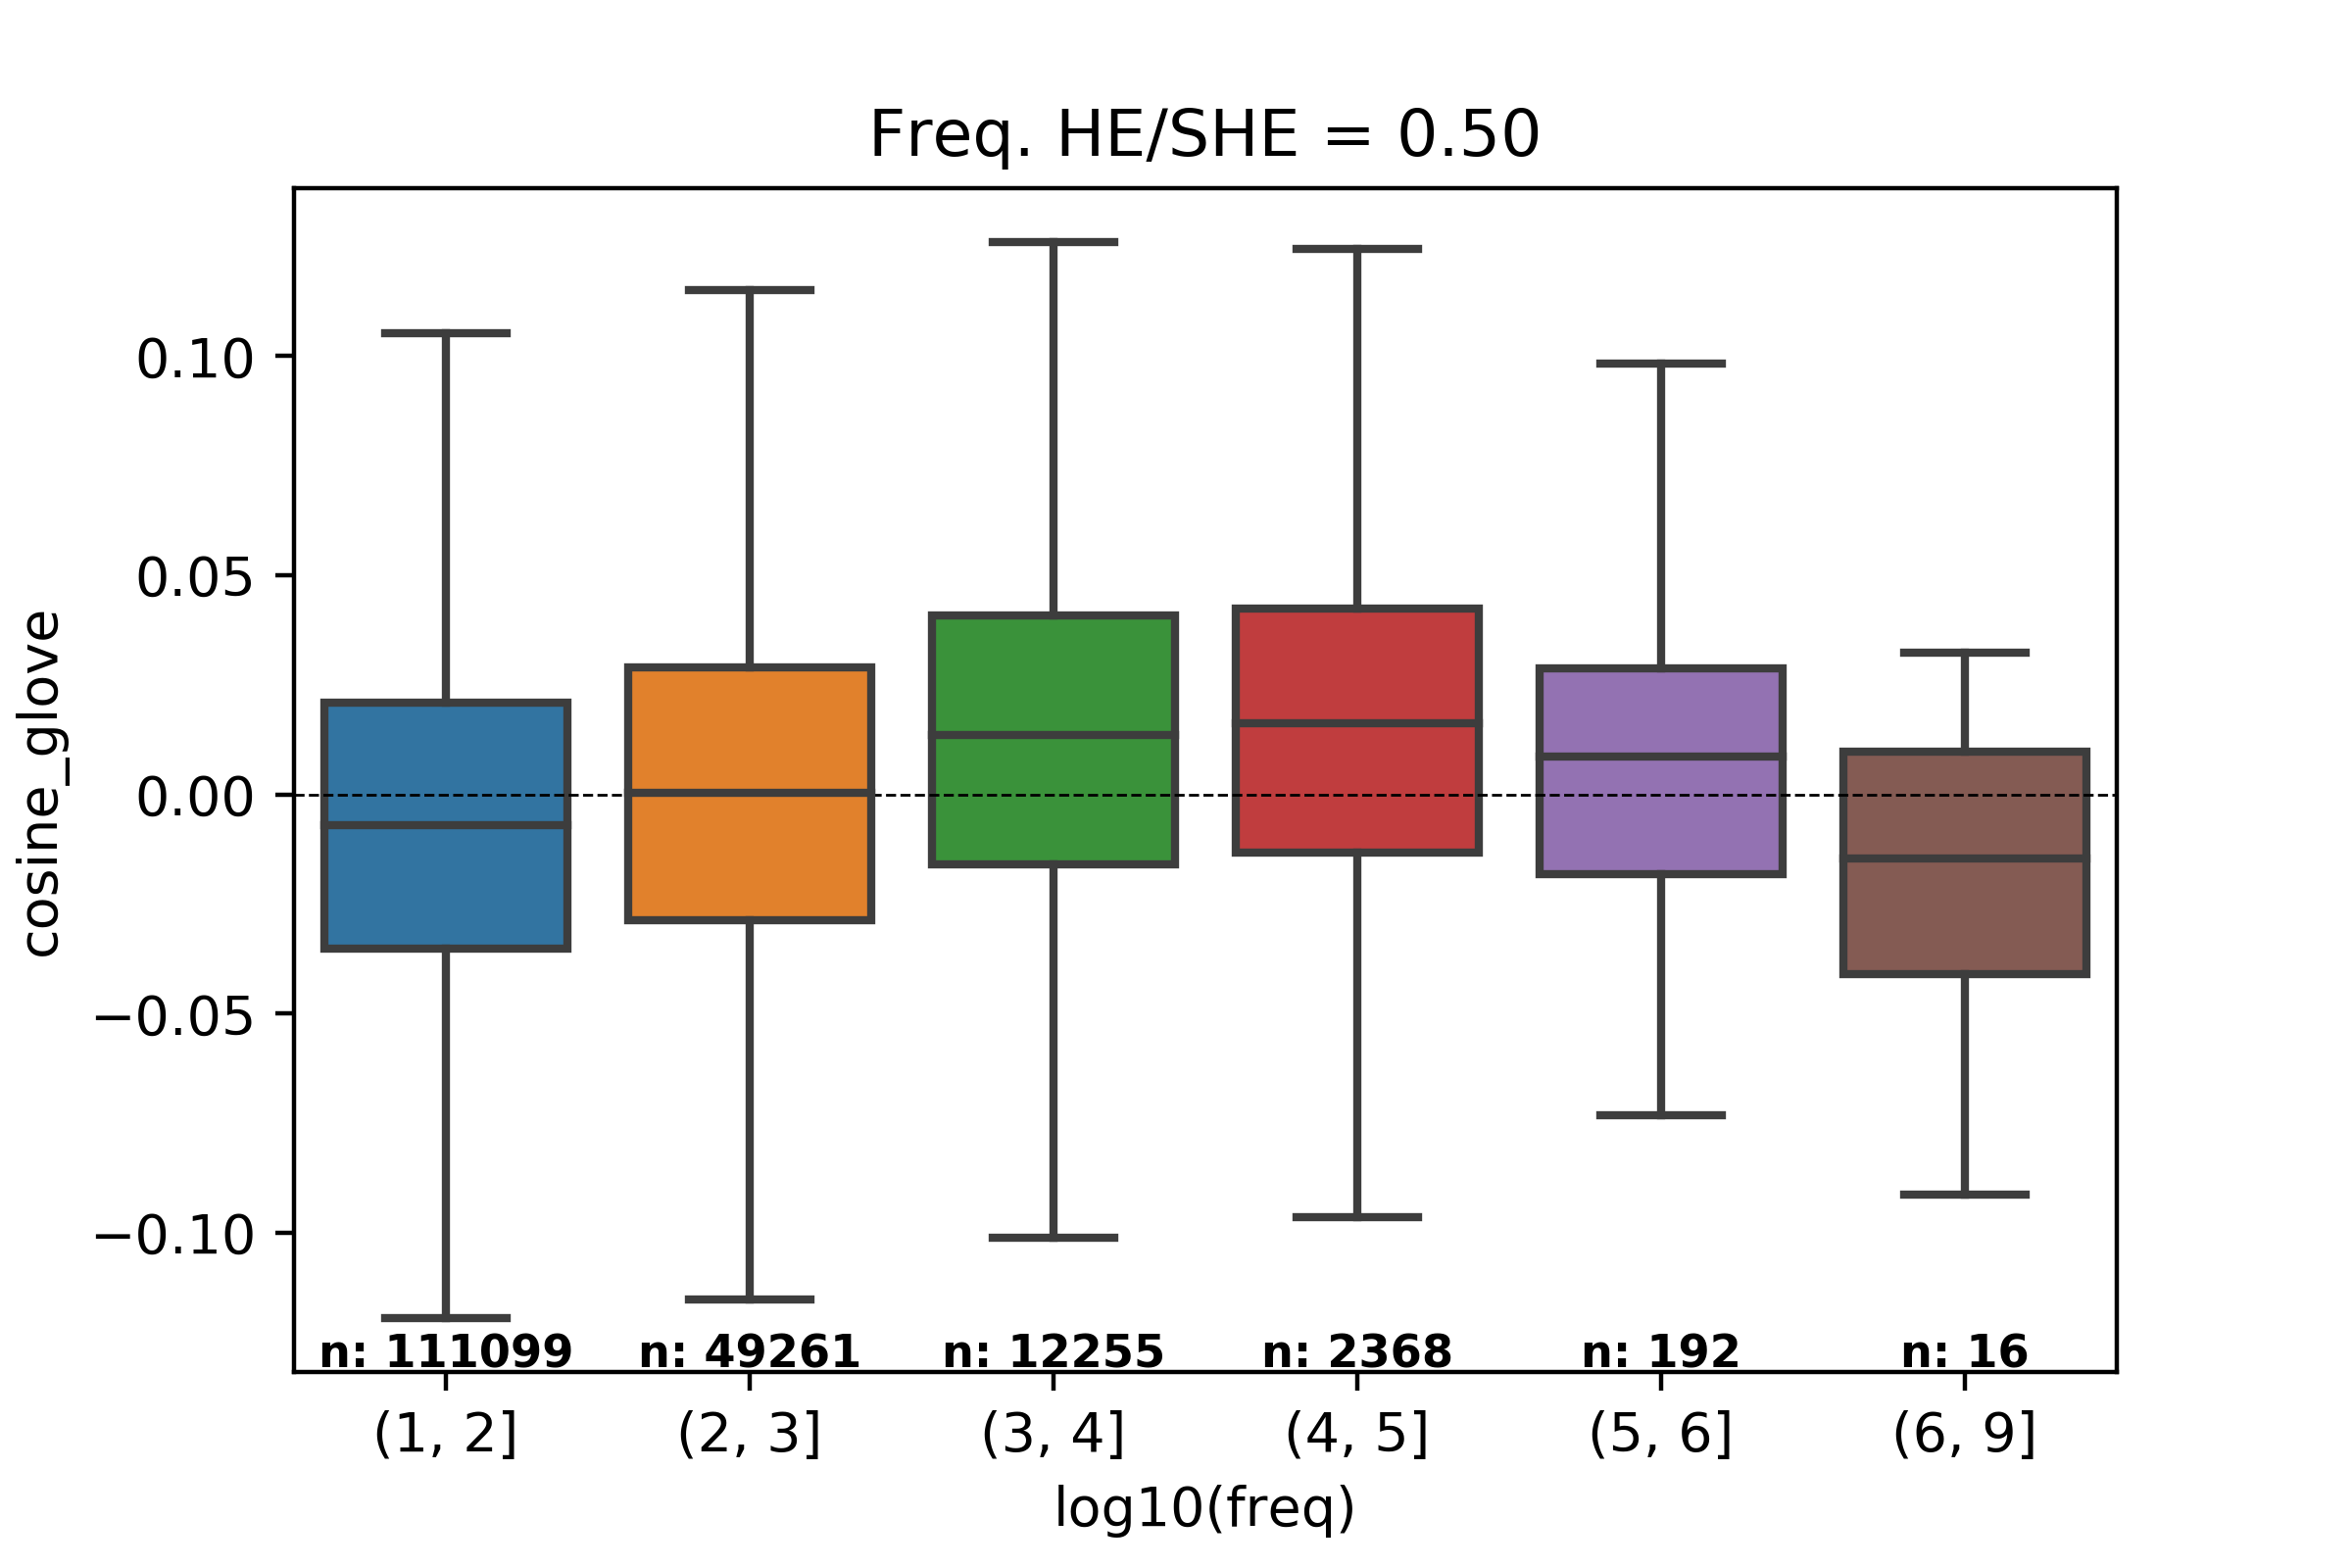 Freq. HE/SHE = 0.50
cosine_glove
0.10
0.05
0.00
−0.05
−0.10
n: 111099 n: 49261 n: 12255 n: 2368 n: 192 n: 16
(1, 2] (2, 3] (3, 4] (4, 5] (5, 6] (6, 9]
log10(freq)